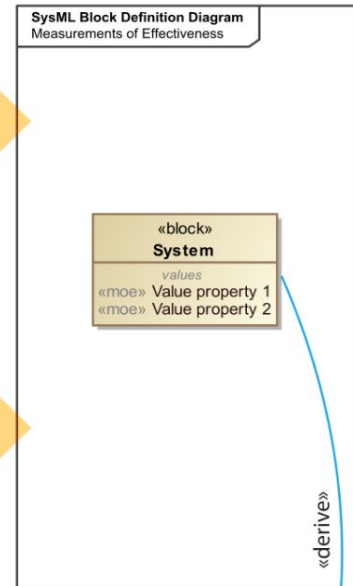 SysML Block Definition Diagram
Measurements of Effectiveness
«block»
System
values
«moe» Value property 1
«moe» Value property 2
«derive»